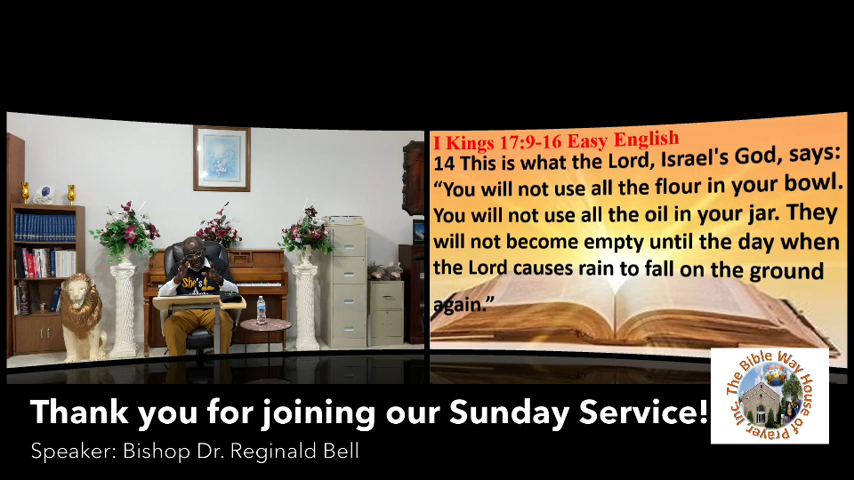 I Kings 17:9-16 Easy English
14 This is what the Lord, Israel's God, says:
“You will not use all the flour in your bowl.
You will not use all the oil in your jar. They
will not become empty until the day when
the Lord causes rain to fall on the ground
again.”
She's
Thank you for joining our Sunday Service!
Speaker: Bishop Dr. Reginald Bell
The Bible Way House of Prayer Inc.